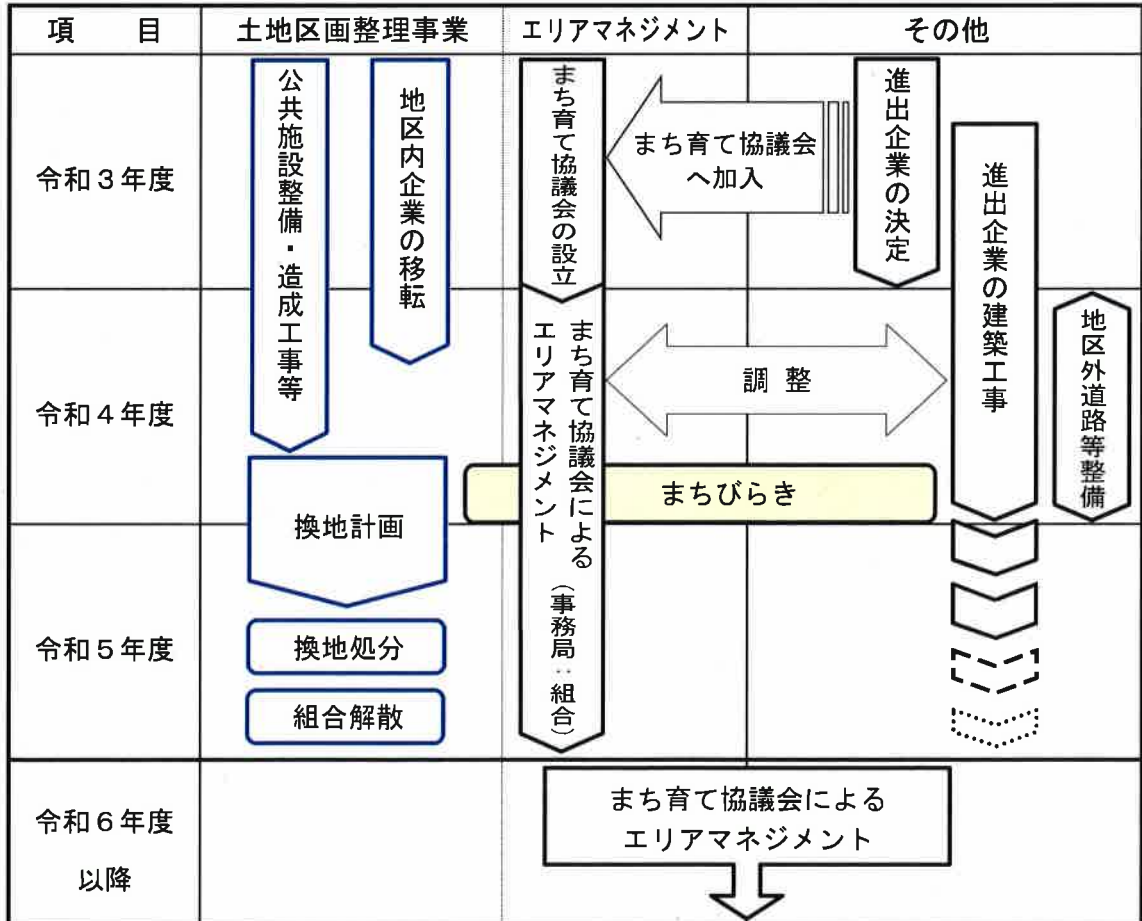 項　目
土地区画整理事業
エリアマネジメント
その他
令和３年度
公共施設整備・造成工事等
地区内企業の移転
まち育て協議会の設立
まち育て協議会
へ加入
進出企業の決定
進出企業の建築工事
令和４年度
まち育て協議会による
エリアマネジメント
（事務局：組合）
調整
地区外道路等整備
まちびらき
換地計画
令和５年度
換地処分
組合解散
令和６年度
以降
まち育て協議会による
エリアマネジメント